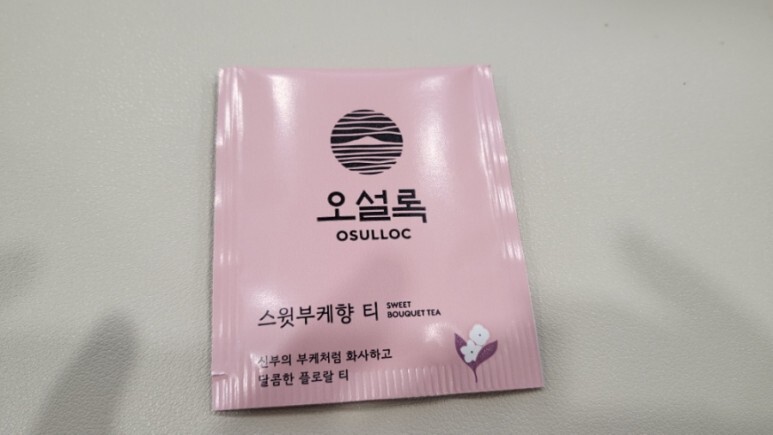 오설록
OSULLOC
스윗부케향 티 SWEET
BOUQUET TEA
신부의 부케처럼 화사하고
달콤한 플로랄 티